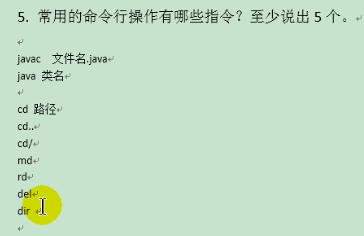 5. 常用的命令行操作有哪些指令？至少说出 5 个。
javac 文件名.java
java 类名
cd 路径
cd..
cd/
md
rd
del
dir